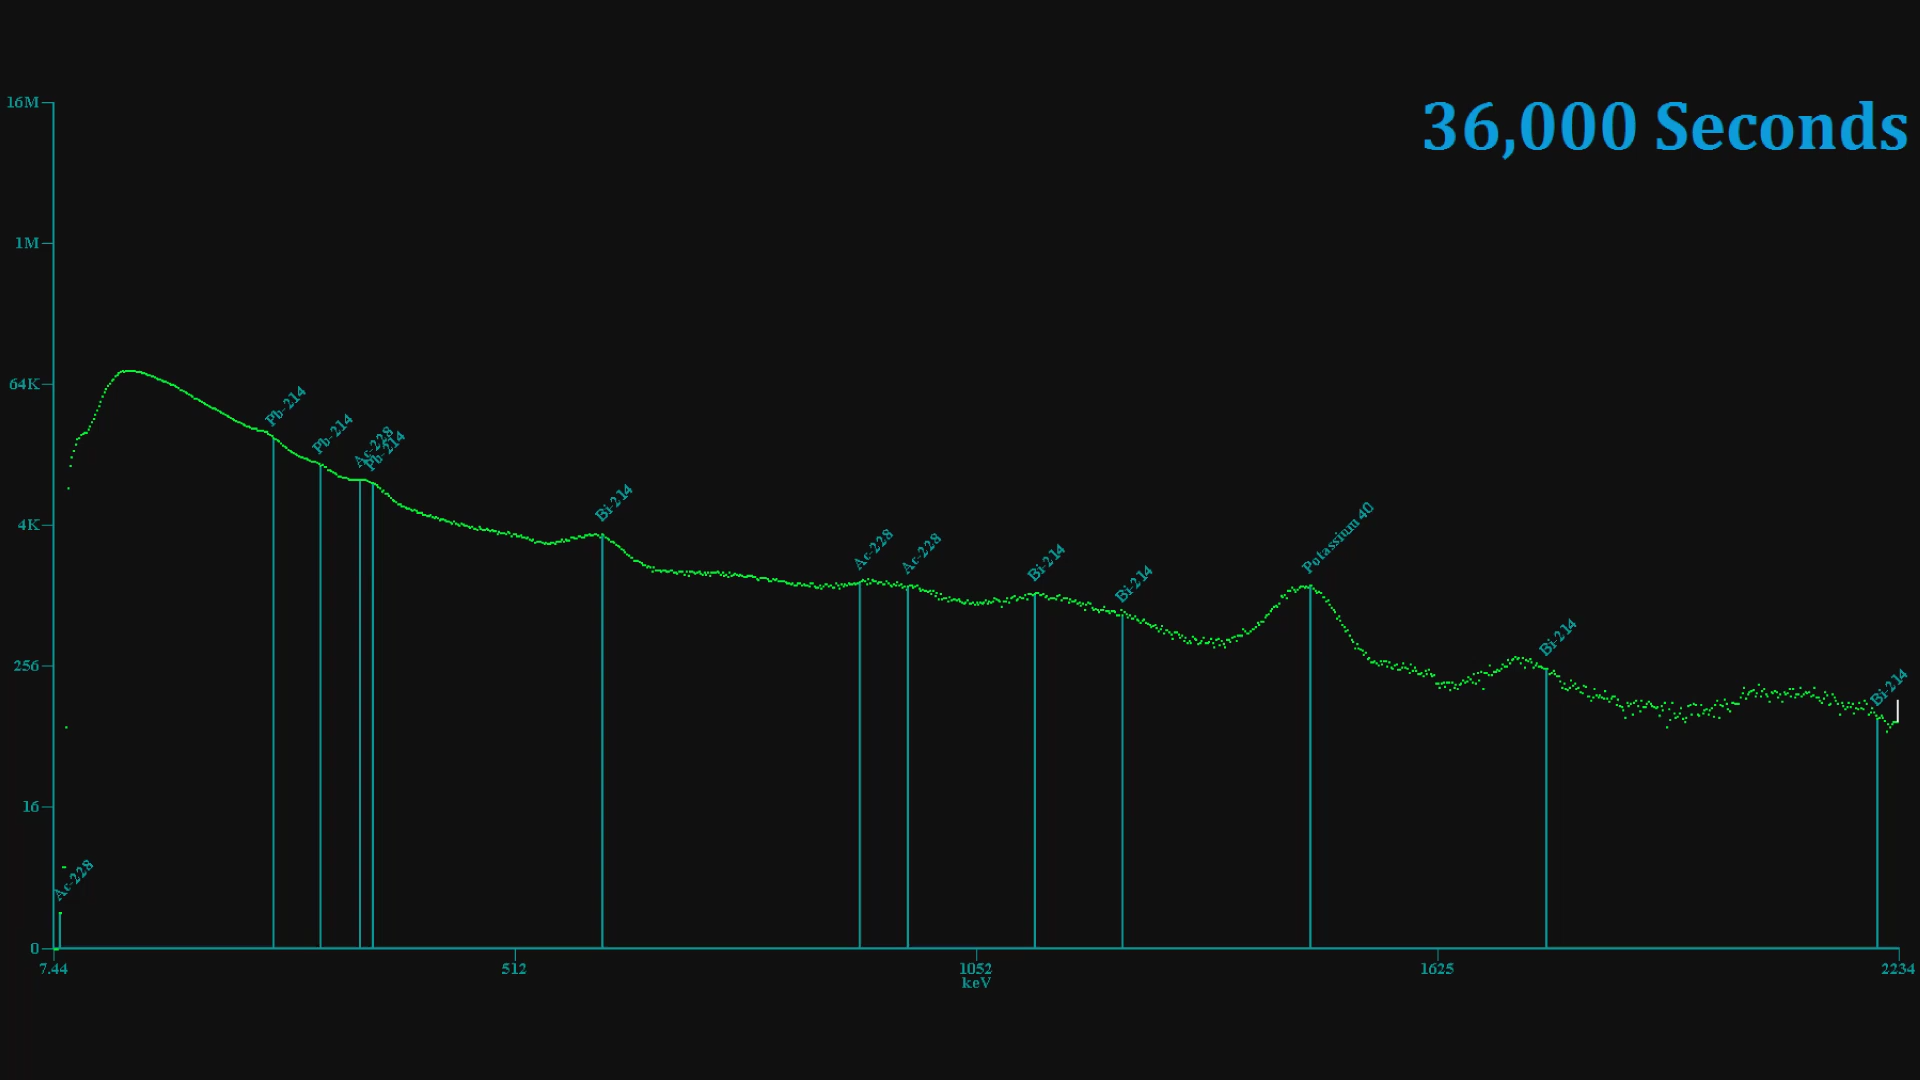 16M
36,000 Seconds
1M
64K
Pb-214
Pb-214
Ac-228
Pb-214
4K
Bi-214
Ac-228
Ac-228
Bi-214
Bi-214
Potassium 40
Bi-214
Bi-214
256
16
Ac-228
0
7.44 512 1052 1625 2234
keV